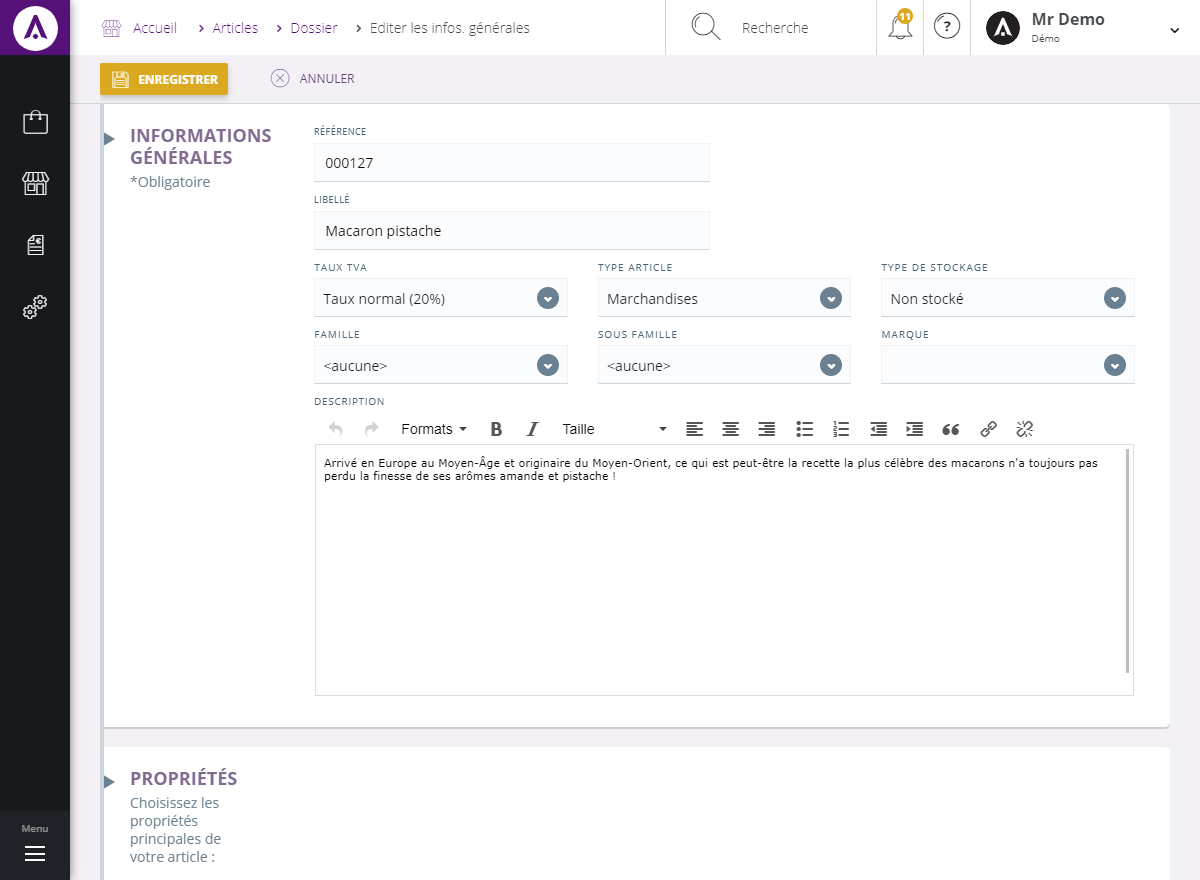 Accueil > Articles > Dossier > Editer les infos. générales
Recherche
11
?
Mr Demo
Démo
ENREGISTRER
ANNULER
INFORMATIONS
GÉNÉRALES
*Obligatoire
RÉFÉRENCE
000127
LIBELLÉ
Macaron pistache
TAUX TVA TYPE ARTICLE TYPE DE STOCKAGE
Taux normal (20%) Marchandises Non stocké
FAMILLE SOUS FAMILLE MARQUE
<aucune> <aucune>
DESCRIPTION
Formats B I Taille
Arrivé en Europe au Moyen-Âge et originaire du Moyen-Orient, ce qui est peut-être la recette la plus célèbre des macarons n'a toujours pas
perdu la finesse de ses arômes amande et pistache !
PROPRIÉTÉS
Choisissez les
propriétés
principales de
votre article :
Menu